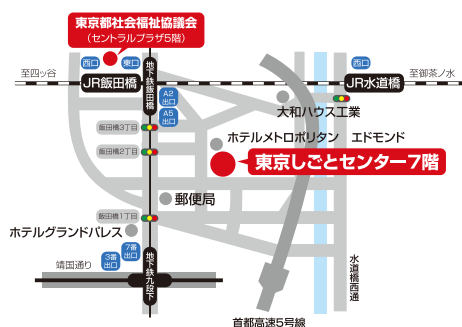 東京都社会福祉協議会
(セントラルプラザ5階)
西口
東口
西口
至四ッ谷
至御茶ノ水
JR飯田橋
地下鉄飯田橋
JR水道橋
A2
出口
A5
出口
大和ハウス工業
飯田橋3丁目
ホテルメトロポリタン エドモンド
飯田橋2丁目
東京しごとセンター7階
郵便局
飯田橋1丁目
ホテルグランドパレス
7番
出口
3番
出口
靖国通り
地下鉄九段下
水道橋西通
首都高速5号線